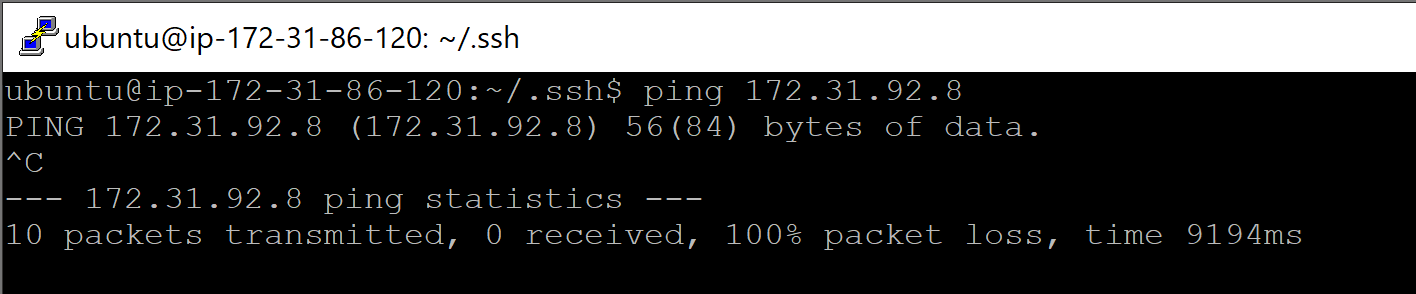 ubuntu@ip-172-31-86-120: ~/.ssh
ubuntu@ip-172-31-86-120:~/.ssh$ ping 172.31.92.8
PING 172.31.92.8 (172.31.92.8) 56(84) bytes of data.
^C
--- 172.31.92.8 ping statistics ---
10 packets transmitted, 0 received, 100% packet loss, time 9194ms